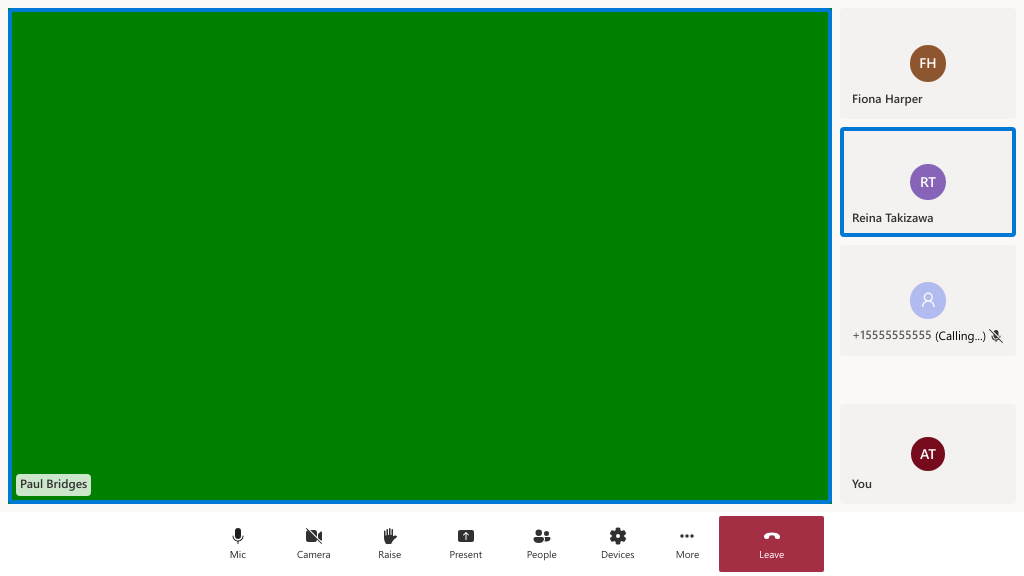 FH
Fiona Harper
RT
Reina Takizawa
+15555555555 (Calling...)
Paul Bridges
AT
You
Mic
Camera
Raise
Present
People
Devices
More
Leave